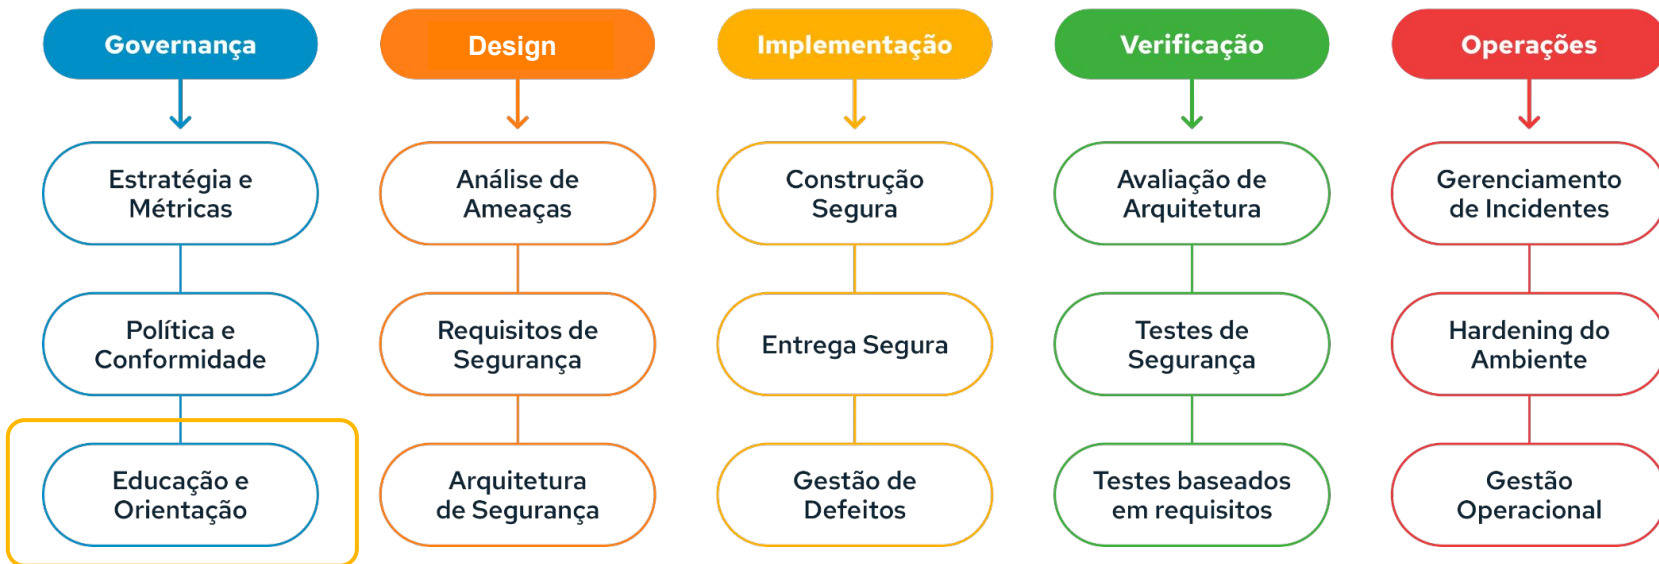 Governança
Design
Implementação
Verificação
Operações
Estratégia e
Métricas
Análise de
Ameaças
Construção
Segura
Avaliação de
Arquitetura
Gerenciamento
de Incidentes
Política e
Conformidade
Requisitos de
Segurança
Entrega Segura
Testes de
Segurança
Hardening do
Ambiente
Educação e
Orientação
Arquitetura
de Segurança
Gestão de
Defeitos
Testes baseados
em requisitos
Gestão
Operacional